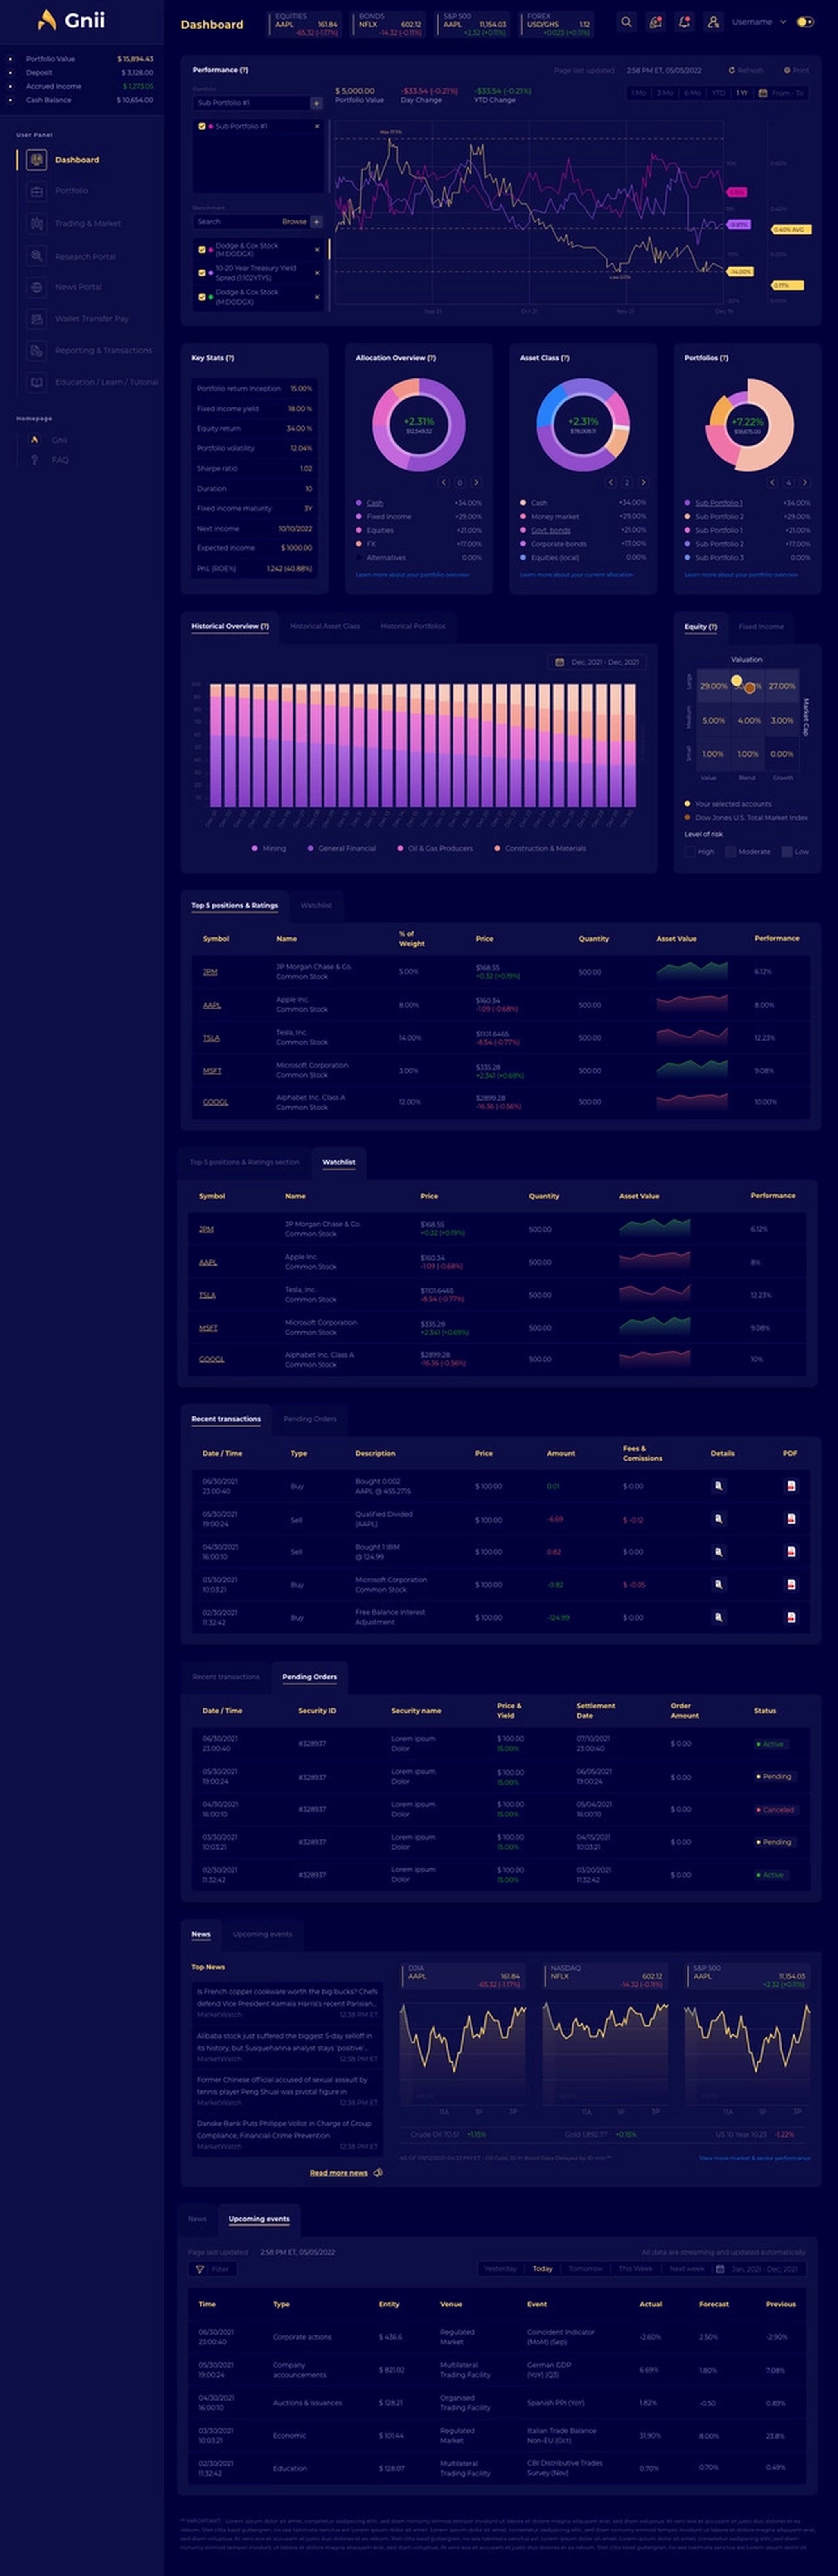 Gnii
Portfolio Value $ 15,894.43
Deposit $ 3,128.00
Accrued Income $ 1,273.05
Cash Balance $ 10,654.00
User Panel
Dashboard
Portfolio
Trading & Market
Research Portal
News Portal
Wallet Transfer Pay
Reporting & Transactions
Education / Learn / Tutorial
Homepage
Gnii
FAQ
Dashboard
EQUITIES
AAPL 161.84
-65.32 (-1.17%)
BONDS
NFLX 602.12
-14.32 (-0.11%)
S&P 500
AAPL 11,154.03
+2.32 (+0.11%)
FOREX
USD/GHS 1.12
+0.023 (+0.11%)
Username
Performance (?)
Page last updated 2:58 PM ET, 05/05/2022 Refresh Print
Portfolio
Sub Portfolio #1
Sub Portfolio #1
Benchmark
Search Browse
Dodge & Cox Stock
(M:DODGX)
10-20 Year Treasury Yield
Spred (1102YTYS)
Dodge & Cox Stock
(M:DODGX)
$ 5,000.00
Portfolio Value
-$33.54 (-0.21%)
Day Change
-$33.54 (-0.21%)
YTD Change
1 Mo 3 Mo 6 Mo YTD 1 Yr From - To
0.40% AVG
-14.00%
0.17%
Sep 21 Oct 21 Nov 21 Dec 19
Key Stats (?)
Portfolio return inception 15.00%
Fixed income yield 18.00 %
Equity return 34.00 %
Portfolio volatility 12.04%
Sharpe ratio 1.02
Duration 10
Fixed income maturity 3Y
Next income 10/10/2022
Expected income $ 1000.00
PnL (ROE%) 1.242 (40.88%)
Allocation Overview (?)
+2.31%
0
Cash +34.00%
Fixed income +29.00%
Equities +21.00%
FX +17.00%
Alternatives 0.00%
Learn more about your portfolio overview
Asset Class (?)
+2.31%
2
Cash +34.00%
Money market +29.00%
Govt. bonds +21.00%
Corporate bonds +17.00%
Equities (local) 0.00%
Learn more about your current allocation
Portfolios (?)
+7.22%
4
Sub Portfolio 1 +34.00%
Sub Portfolio 2 +29.00%
Sub Portfolio 1 +21.00%
Sub Portfolio 2 +17.00%
Sub Portfolio 3 0.00%
Learn more about your portfolio overview
Historical Overview (?) Historical Asset Class Historical Portfolios
Dec, 2021 - Dec, 2021
100
90
80
70
60
50
40
30
20
10
Mining General Financial Oil & Gas Producers Construction & Materials
Equity (?) Fixed Income
Valuation
Large 29.00% 27.00%
Medium 5.00% 4.00% 3.00%
Small 1.00% 1.00% 0.00%
Market Cap
Value Blend Growth
Your selected accounts
Dow Jones U.S. Total Market Index
Level of risk
High Moderate Low
Top 5 positions & Ratings Watchlist
Symbol Name % of Weight Price Quantity Asset Value Performance
JPM JP Morgan Chase & Co. Common Stock 5.00% $168.55 +0.32 (+0.19%) 500.00 6.12%
AAPL Apple Inc. Common Stock 8.00% $160.34 -1.09 (-0.68%) 500.00 8.00%
TSLA Tesla, Inc. Common Stock 14.00% $1101.6465 -8.54 (-0.77%) 500.00 12.23%
MSFT Microsoft Corporation Common Stock 3.00% $335.28 +2.341 (+0.69%) 500.00 9.08%
GOOGL Alphabet Inc. Class A Common Stock 12.00% $2899.28 -16.36 (-0.56%) 500.00 10.00%
Top 5 positions & Ratings section Watchlist
Symbol Name Price Quantity Asset Value Performance
JPM JP Morgan Chase & Co. Common Stock $168.55 +0.32 (+0.19%) 500.00 6.12%
AAPL Apple Inc. Common Stock $160.34 -1.09 (-0.68%) 500.00 8%
TSLA Tesla, Inc. Common Stock $1101.6465 -8.54 (-0.77%) 500.00 12.23%
MSFT Microsoft Corporation Common Stock $335.28 +2.341 (+0.69%) 500.00 9.08%
GOOGL Alphabet Inc. Class A Common Stock $2899.28 -16.36 (-0.56%) 500.00 10%
Recent transactions Pending Orders
Date / Time Type Description Price Amount Fees & Comissions Details PDF
06/30/2021 23:00:40 Buy Bought 0.002 AAPL @ 455.2715 $ 100.00 0.01 $ 0.00
05/30/2021 19:00:24 Sell Qualified Divided (AAPL) $ 100.00 -6.69 $ -0.12
04/30/2021 16:00:10 Sell Bought 1 IBM @ 124.99 $ 100.00 0.82 $ 0.00
03/30/2021 10:03:21 Buy Microsoft Corporation Common Stock $ 100.00 -0.82 $ -0.05
02/30/2021 11:32:42 Buy Free Balance Interest Adjustment $ 100.00 -124.99 $ 0.00
Recent transactions Pending Orders
Date / Time Security ID Security name Price & Yield Settlement Date Order Amount Status
06/30/2021 23:00:40 #328937 Lorem ipsum Dolor $ 100.00 15.00% 07/10/2021 23:00:40 $ 0.00 Active
05/30/2021 19:00:24 #328937 Lorem ipsum Dolor $ 100.00 15.00% 06/05/2021 19:00:24 $ 0.00 Pending
04/30/2021 16:00:10 #328937 Lorem ipsum Dolor $ 100.00 15.00% 05/04/2021 16:00:10 $ 0.00 Canceled
03/30/2021 10:03:21 #328937 Lorem ipsum Dolor $ 100.00 15.00% 04/15/2021 10:03:21 $ 0.00 Pending
02/30/2021 11:32:42 #328937 Lorem ipsum Dolor $ 100.00 15.00% 03/20/2021 11:32:42 $ 0.00 Active
News Upcoming events
Top News
Is French copper cookware worth the big bucks? Chefs
defend Vice President Kamala Harris's recent Parisian...
MarketWatch 12:38 PM ET
Alibaba stock just suffered the biggest 5-day selloff in
its history, but Susquehanna analyst stays 'positive'...
MarketWatch 12:38 PM ET
Former Chinese official accused of sexual assault by
tennis player Peng Shuai was pivotal figure in
MarketWatch 12:38 PM ET
Danske Bank Puts Philippe Vollot in Charge of Group
Compliance, Financial-Crime Prevention
MarketWatch 12:38 PM ET
Read more news
DJIA
AAPL 161.84
-65.32 (-1.17%)
NASDAQ
NFLX 602.12
-14.32 (-0.11%)
S&P 500
AAPL 11,154.03
+2.32 (+0.11%)
11A 1P 3P
11A 1P 3P
11A 1P 3P
Crude Oil 70.57 +1.15%
Gold 1,892.77 +0.15%
US 10 Year 10.23 -1.22%
View more market & sector performance
News Upcoming events
Page last updated 2:58 PM ET, 05/05/2022
All data are streaming and updated automatically
Filter
Yesterday Today Tomorrow This Week Next week Jan, 2021 - Dec, 2021
Time Type Entity Venue Event Actual Forecast Previous
06/30/2021 23:00:40 Corporate actions $ 436.6 Regulated Market Coincident Indicator (MoM) (Sep) -2.60% 2.50% -2.90%
05/30/2021 19:00:24 Company accouncements $ 821.02 Multilateral Trading Facility German GDP (YoY) (Q3) 6.69% 1.80% 7.08%
04/30/2021 16:00:10 Auctions & issuances $ 128.21 Organised Trading Facility Spanish PPI (YoY) 1.82% -0.50 0.89%
03/30/2021 10:03:21 Economic $ 101.44 Regulated Market Italian Trade Balance Non-EU (Oct) 31.90% 8.00% 23.8%
02/30/2021 11:32:42 Education $ 128.07 Multilateral Trading Facility CBI Distributive Trades Survey (Nov) 0.70% 0.70% 0.49%